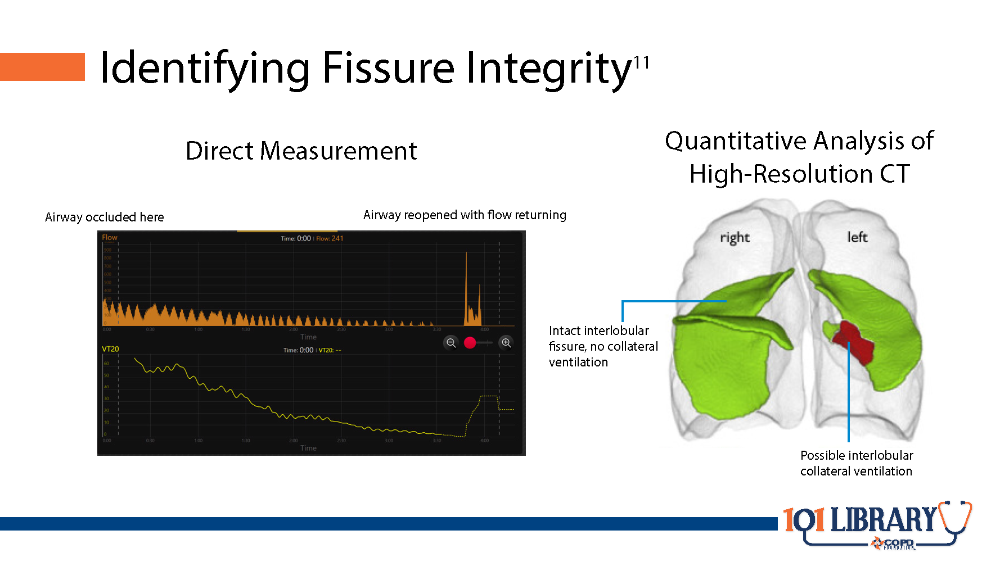 Identifying Fissure Integrity11
Direct Measurement
Quantitative Analysis of
High-Resolution CT
Airway occluded here
Airway reopened with flow returning
Flow
Time: 0:00 | Flow: 241
1000
900
800
700
600
500
400
300
200
100
0
0:00 0:30 1:00 1:30 2:00 2:30 3:00 3:30 4:00
Time
VT20
Time: 0:00 | VT20: --
60
50
40
30
20
10
0
0:00 0:30 1:00 1:30 2:00 2:30 3:00 3:30 4:00
Time
right
left
Intact interlobular
fissure, no collateral
ventilation
Possible interlobular
collateral ventilation
101 LIBRARY
COPD
FOUNDATION